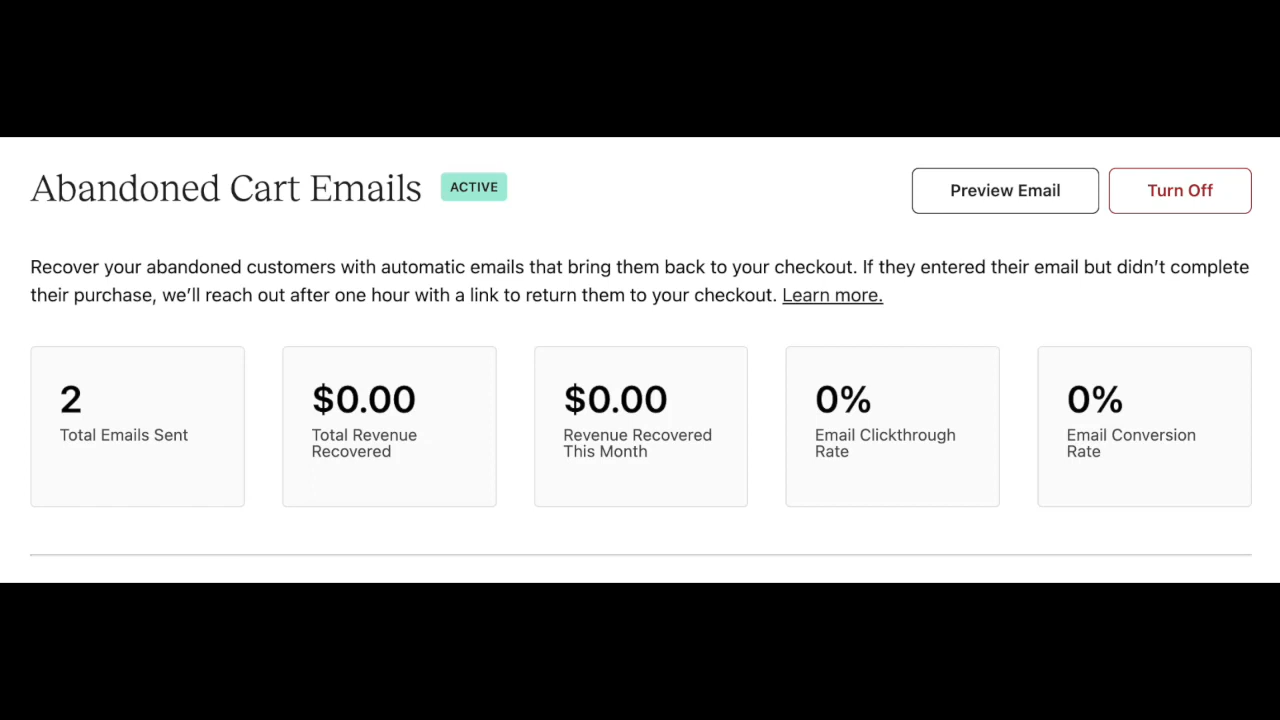 Abandoned Cart Emails
ACTIVE
Preview Email
Turn Off
Recover your abandoned customers with automatic emails that bring them back to your checkout. If they entered their email but didn’t complete
their purchase, we’ll reach out after one hour with a link to return them to your checkout. Learn more.
2
Total Emails Sent
$0.00
Total Revenue
Recovered
$0.00
Revenue Recovered
This Month
0%
Email Clickthrough
Rate
0%
Email Conversion
Rate